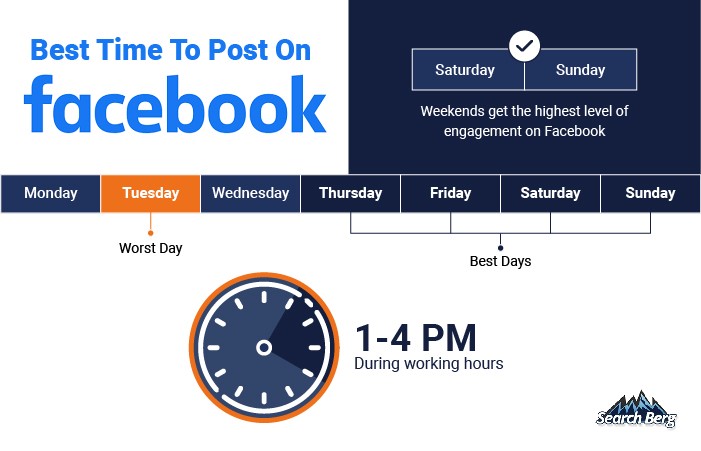 Best Time To Post On
facebook
Saturday Sunday
Weekends get the highest level of
engagement on Facebook
Monday Tuesday Wednesday Thursday Friday Saturday Sunday
Worst Day
Best Days
1-4 PM
During working hours
Search Berg